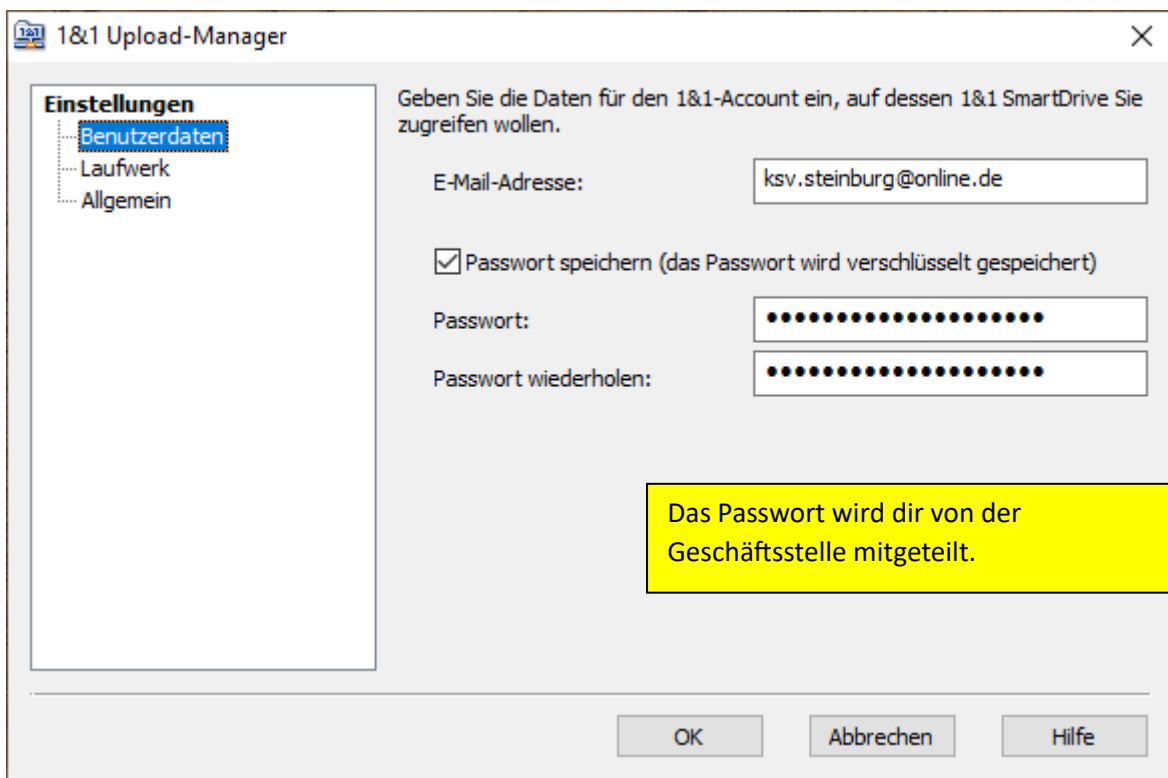 1&1 Upload-Manager
Einstellungen
Benutzerdaten
Laufwerk
Allgemein
Geben Sie die Daten für den 1&1-Account ein, auf dessen 1&1 SmartDrive Sie
zugreifen wollen.
E-Mail-Adresse:
ksv.steinburg@online.de
Passwort speichern (das Passwort wird verschlüsselt gespeichert)
Passwort:
••••••••••••••••••••
Passwort wiederholen:
••••••••••••••••••••
Das Passwort wird dir von der
Geschäftsstelle mitgeteilt.
OK
Abbrechen
Hilfe